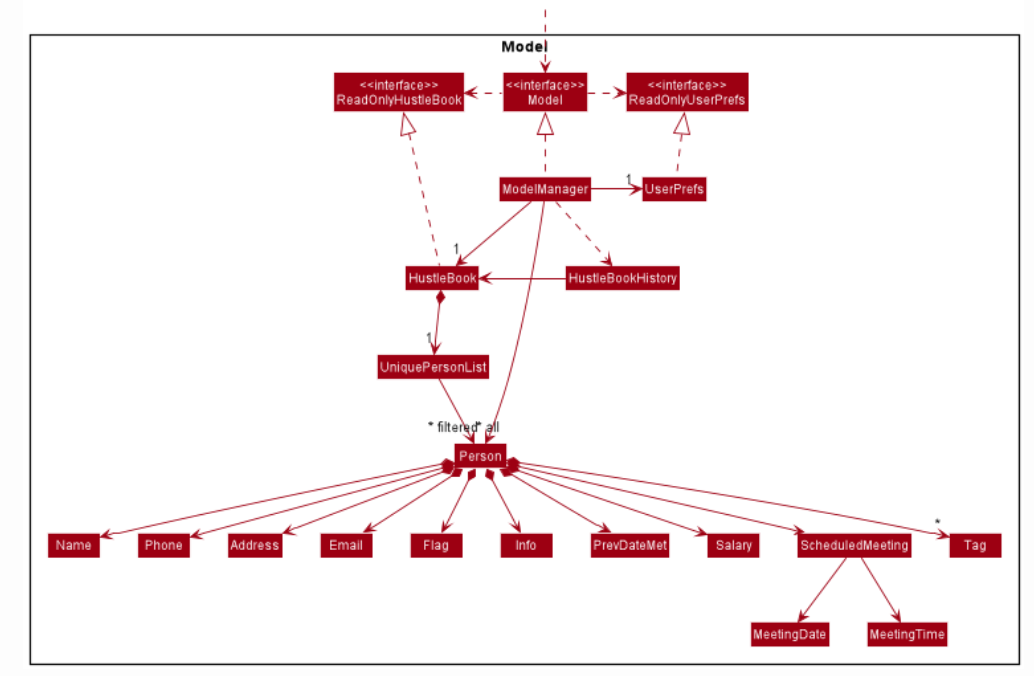 Model
<<interface>>
ReadOnlyHustleBook
<<interface>>
Model
<<interface>>
ReadOnlyUserPrefs
ModelManager
1
UserPrefs
1
HustleBook
HustleBookHistory
1
UniquePersonList
* filtered
* all
Person
*
Name
Phone
Address
Email
Flag
Info
PrevDateMet
Salary
ScheduledMeeting
Tag
MeetingDate
MeetingTime